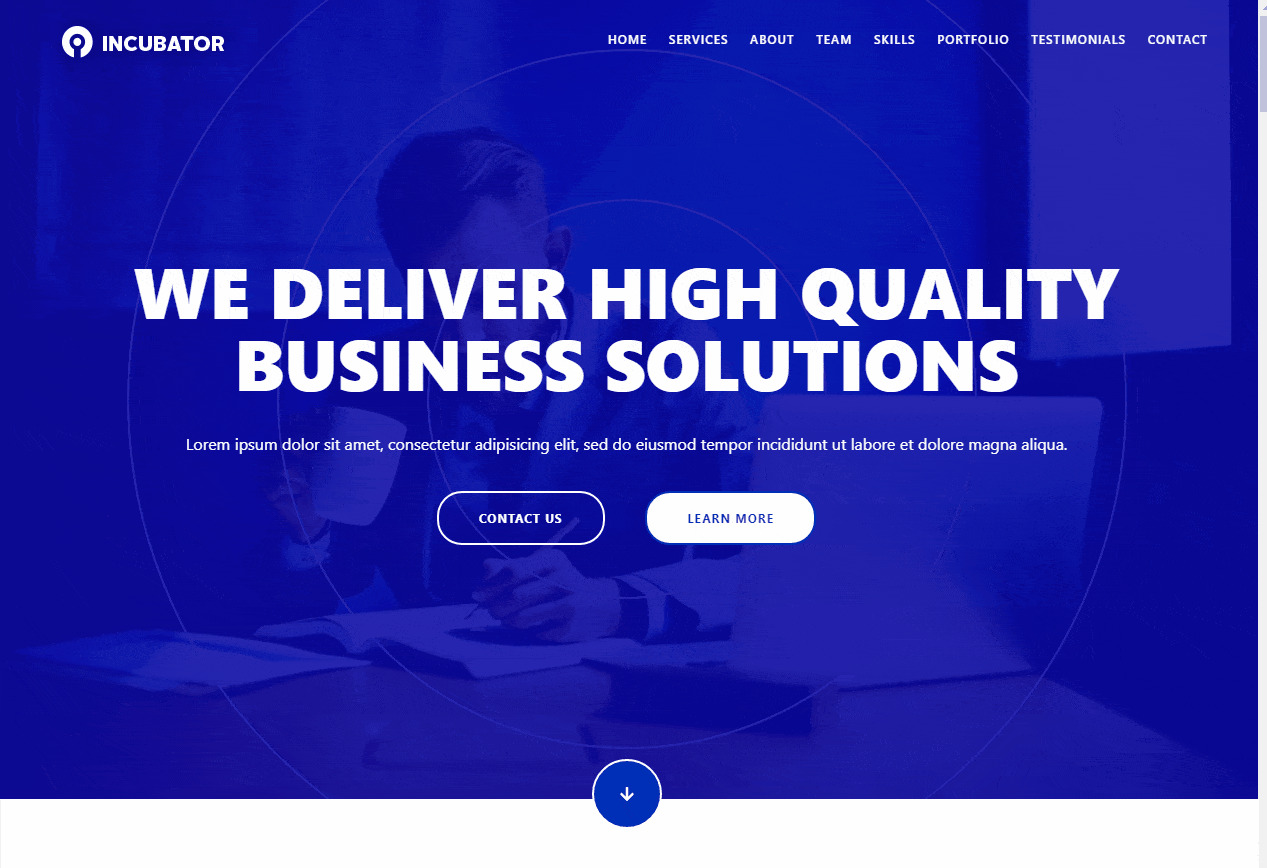 INCUBATOR
HOME SERVICES ABOUT TEAM SKILLS PORTFOLIO TESTIMONIALS CONTACT
WE DELIVER HIGH QUALITY
BUSINESS SOLUTIONS
Lorem ipsum dolor sit amet, consectetur adipisicing elit, sed do eiusmod tempor incididunt ut labore et dolore magna aliqua.
CONTACT US
LEARN MORE